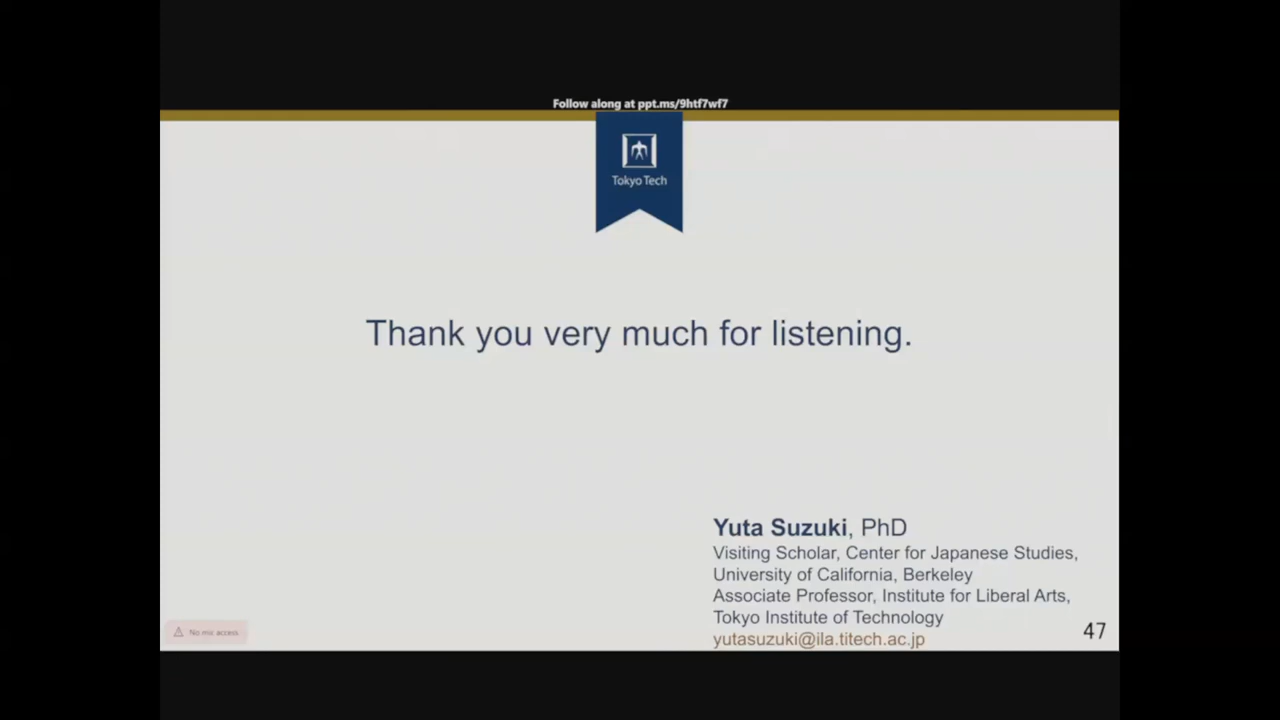 Follow along at ppt.ms/9htf7wf7
Tokyo Tech
Thank you very much for listening.
Yuta Suzuki, PhD
Visiting Scholar, Center for Japanese Studies,
University of California, Berkeley
Associate Professor, Institute for Liberal Arts,
Tokyo Institute of Technology
yutasuzuki@ila.titech.ac.jp
No mic access
47